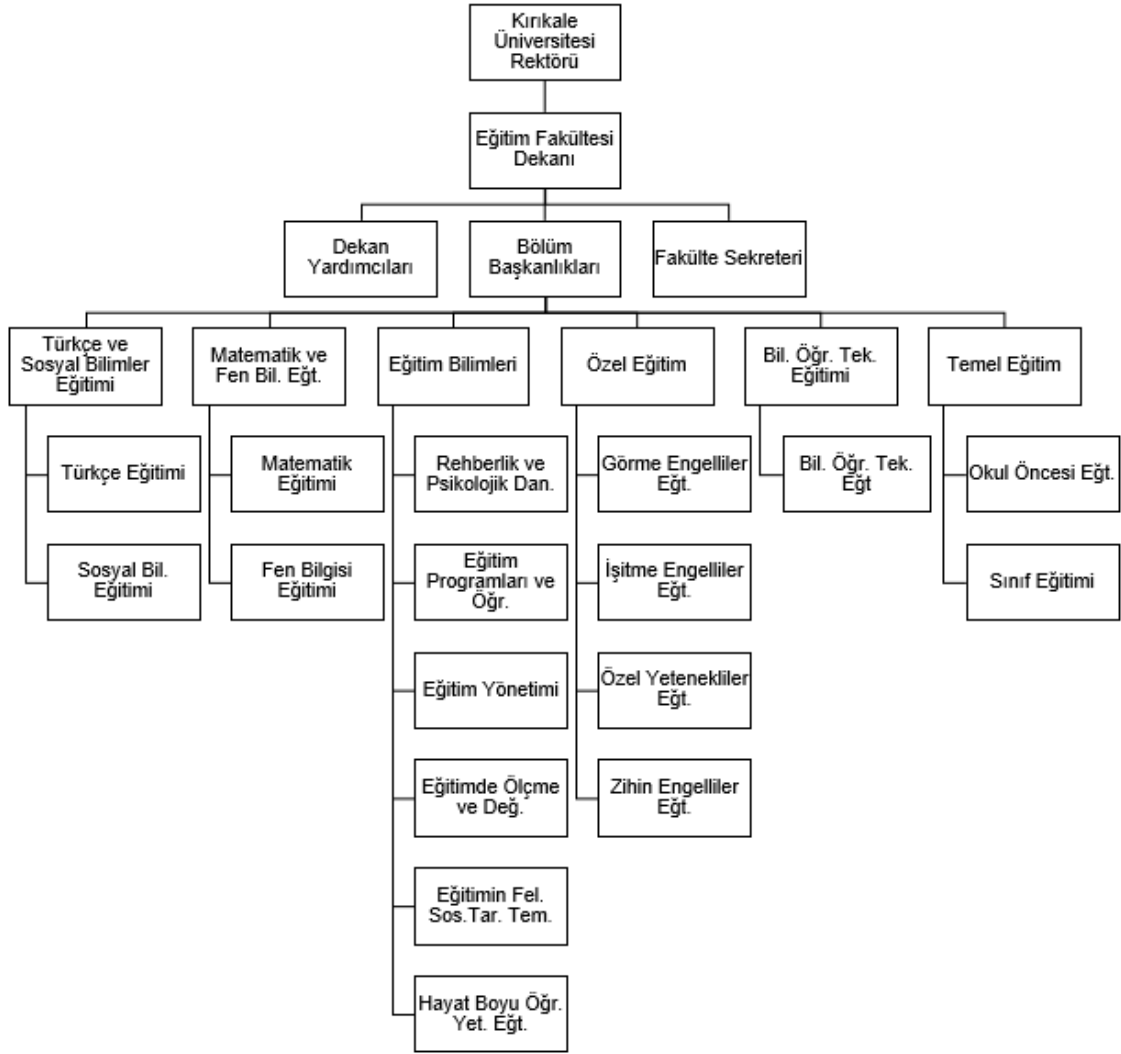 Kırıkale
Üniversitesi
Rektörü
Eğitim Fakültesi
Dekanı
Dekan
Yardımcıları
Bölüm
Başkanlıkları
Fakülte Sekreteri
Türkçe ve
Sosyal Bilimler
Eğitimi
Matematik ve
Fen Bil. Eğt.
Eğitim Bilimleri
Özel Eğitim
Bil. Öğr. Tek.
Eğitimi
Temel Eğitim
Türkçe Eğitimi
Matematik
Eğitimi
Rehberlik ve
Psikolojik Dan.
Görme Engelliler
Eğt.
Bil. Öğr. Tek.
Eğt
Okul Öncesi Eğt.
Sosyal Bil.
Eğitimi
Fen Bilgisi
Eğitimi
Eğitim
Programları ve
Öğr.
İşitme Engelliler
Eğt.
Sınıf Eğitimi
Eğitim Yönetimi
Özel Yetenekliler
Eğt.
Eğitimde Ölçme
ve Değ.
Zihin Engelliler
Eğt.
Eğitimin Fel.
Sos.Tar. Tem.
Hayat Boyu Öğr.
Yet. Eğt.